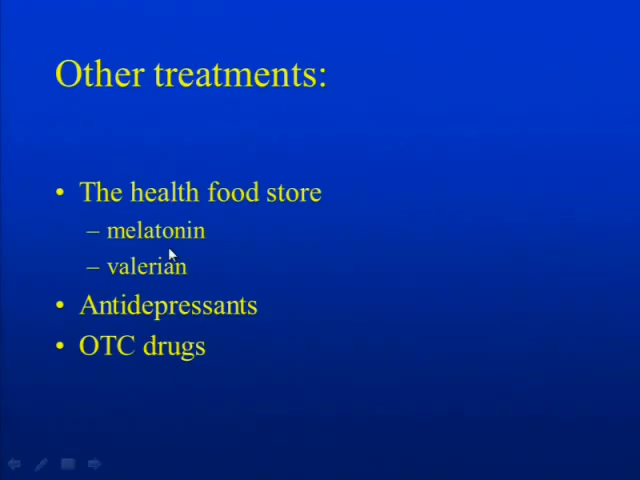 Other treatments:
• The health food store
– melatonin
– valerian
• Antidepressants
• OTC drugs